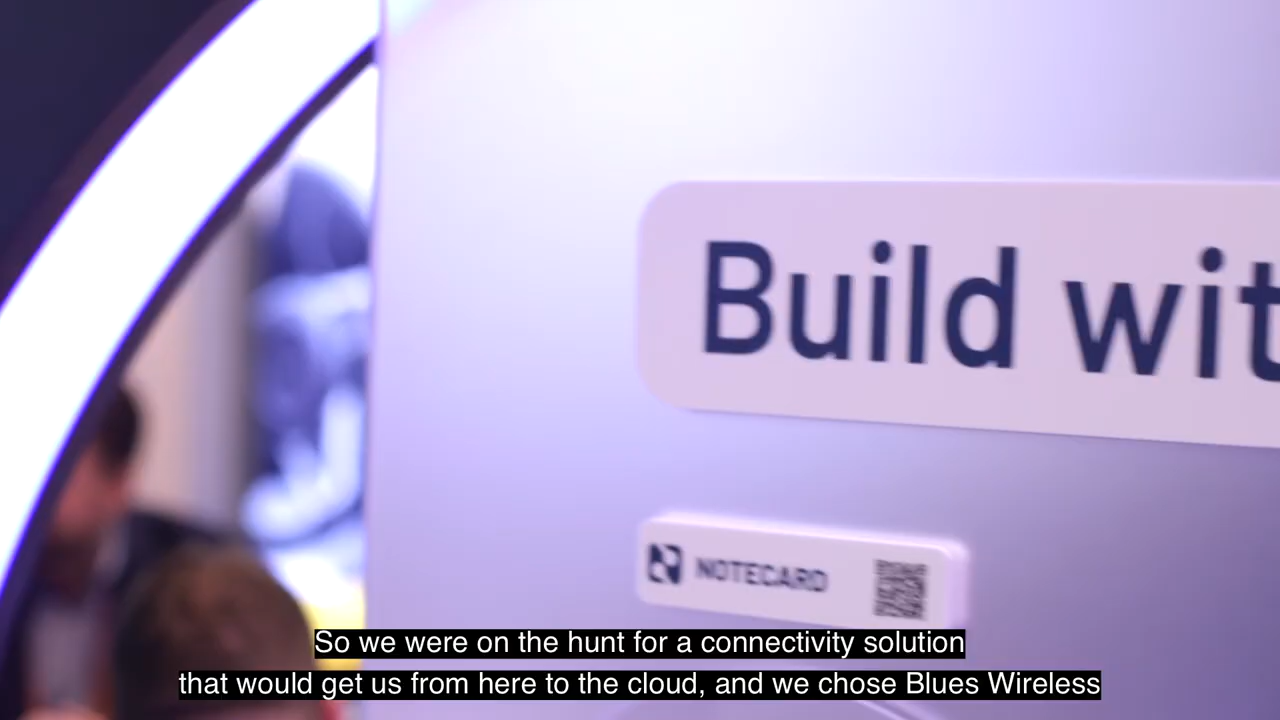 Build wit
NOTECARD
So we were on the hunt for a connectivity solution
that would get us from here to the cloud, and we chose Blues Wireless